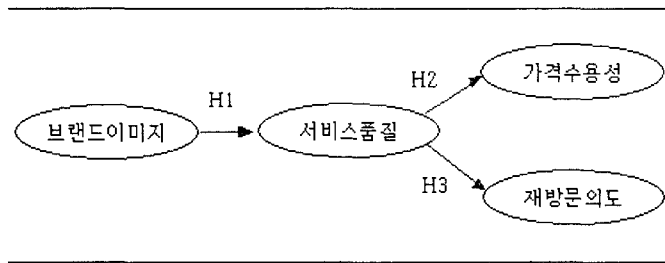 가격수용성
H2
H1
브랜드이미지
서비스품질
H3
재방문의도